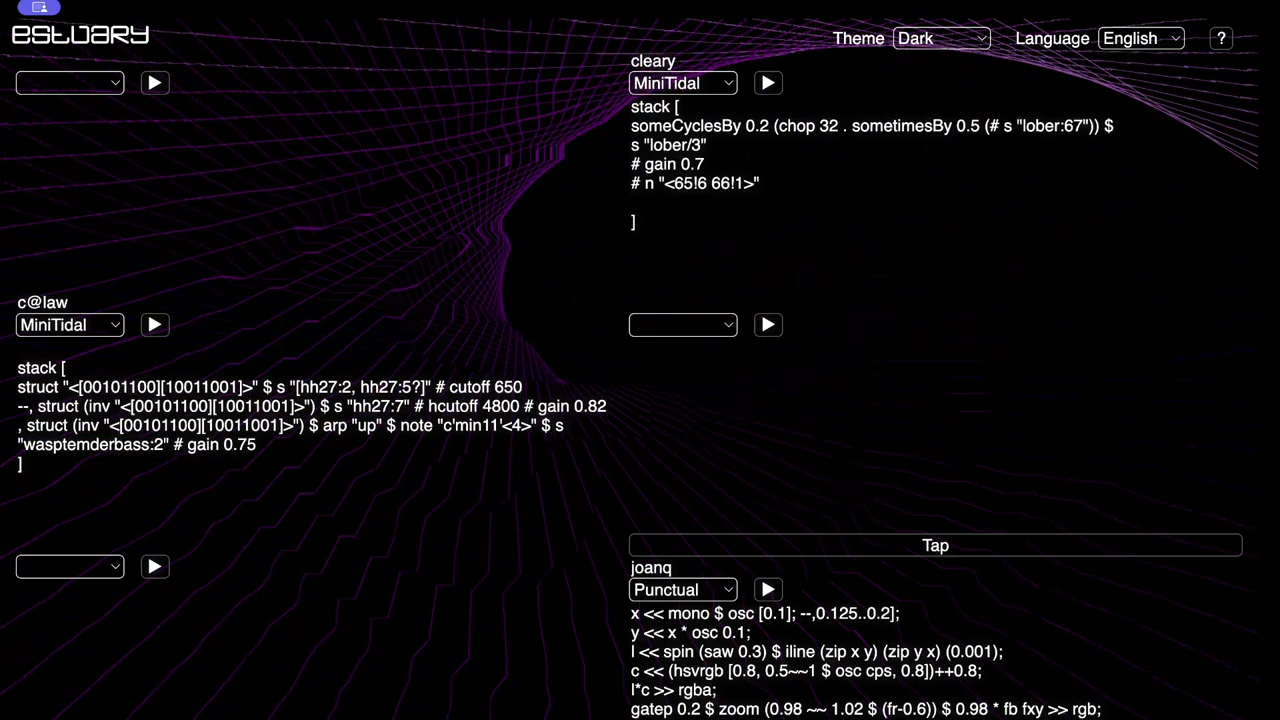 estuary
Theme Dark Language English ?
cleary
MiniTidal
stack [
someCyclesBy 0.2 (chop 32 . sometimesBy 0.5 (# s "lober:67")) $
s "lober/3"
# gain 0.7
# n "<65!6 66!1>"
]
c@law
MiniTidal
stack [
struct "<[00101100][10011001]>" $ s "[hh27:2, hh27:5?]" # cutoff 650
--, struct (inv "<[00101100][10011001]>") $ s "hh27:7" # hcutoff 4800 # gain 0.82
, struct (inv "<[00101100][10011001]>") $ arp "up" $ note "c'min11'<4>" $ s
"wasptemderbass:2" # gain 0.75
]
Tap
joanq
Punctual
x << mono $ osc [0.1]; --,0.125..0.2];
y << x * osc 0.1;
l << spin (saw 0.3) $ iline (zip x y) (zip y x) (0.001);
c << (hsvrgb [0.8, 0.5~~1 $ osc cps, 0.8])++0.8;
l*c >> rgba;
gatep 0.2 $ zoom (0.98 ~~ 1.02 $ (fr-0.6)) $ 0.98 * fb fxy >> rgb;